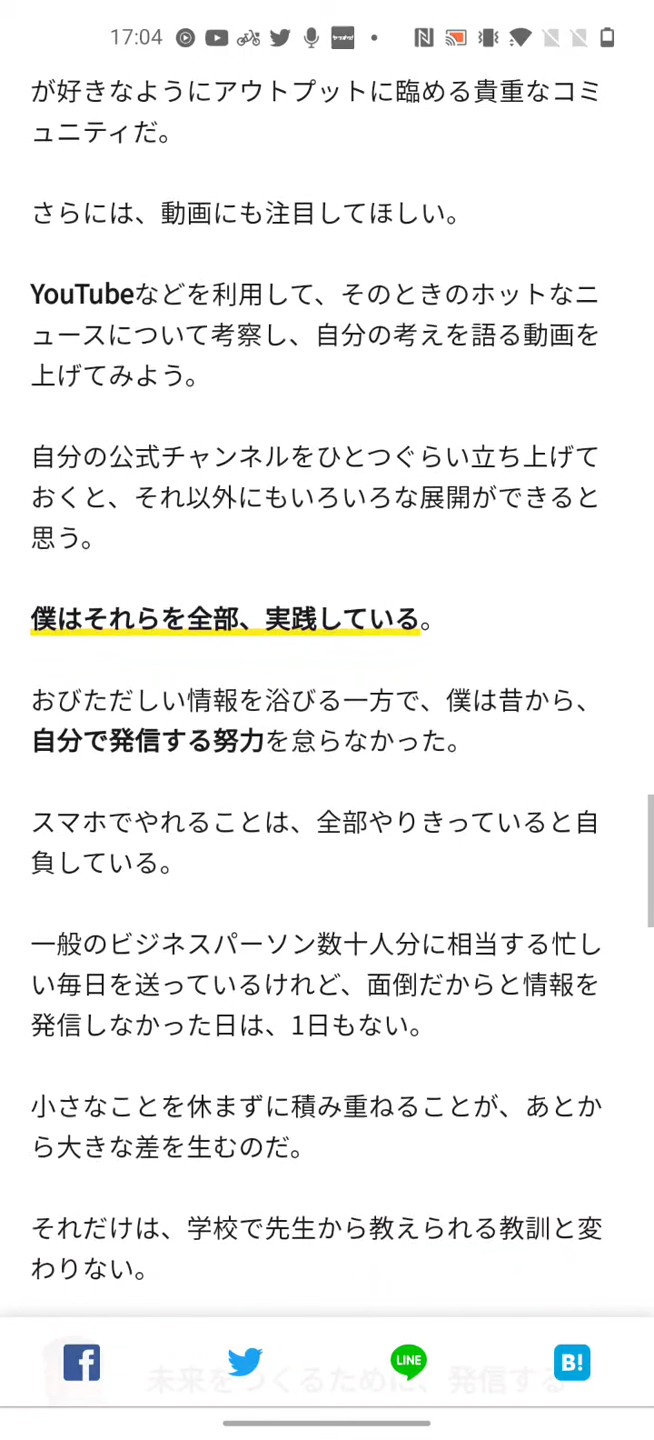 17:04
が好きなようにアウトプットに臨める貴重なコミ
ュニティだ。
さらには、動画にも注目してほしい。
YouTubeなどを利用して、そのときのホットなニ
ュースについて考察し、自分の考えを語る動画を
上げてみよう。
自分の公式チャンネルをひとつぐらい立ち上げて
おくと、それ以外にもいろいろな展開ができると
思う。
僕はそれらを全部、実践している。
おびただしい情報を浴びる一方で、僕は昔から、
自分で発信する努力を怠らなかった。
スマホでやれることは、全部やりきっていると自
負している。
一般のビジネスパーソン数十人分に相当する忙し
い毎日を送っているけれど、面倒だからと情報を
発信しなかった日は、1日もない。
小さなことを休まずに積み重ねることが、あとか
ら大きな差を生むのだ。
それだけは、学校で先生から教えられる教訓と変
わりない。
未来をつくるために、発信する
f
LINE
B!